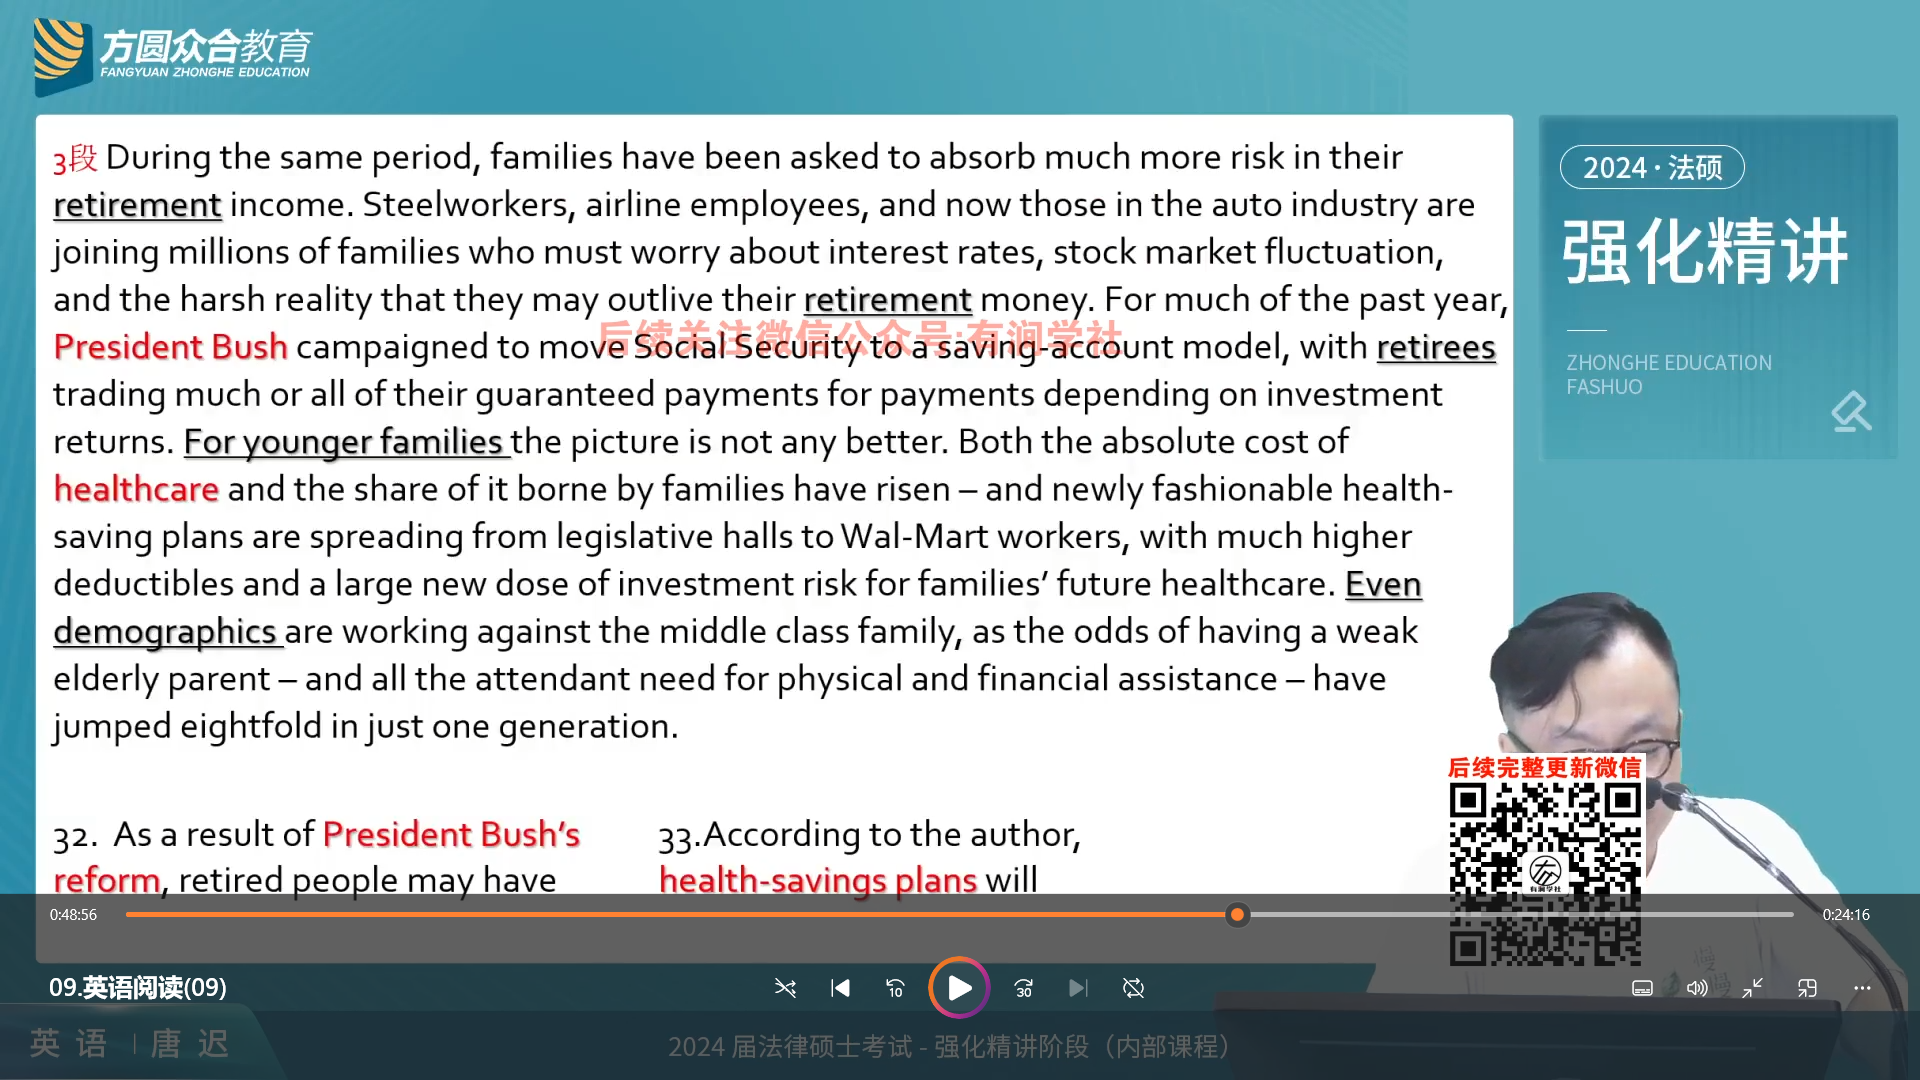 方圆众合教育
FANGYUAN ZHONGHE EDUCATION
3段 During the same period, families have been asked to absorb much more risk in their
retirement income. Steelworkers, airline employees, and now those in the auto industry are
joining millions of families who must worry about interest rates, stock market fluctuation,
and the harsh reality that they may outlive their retirement money. For much of the past year,
President Bush campaigned to move Social Security to a saving-account model, with retirees
后续关注微信公众号:有涧学社
trading much or all of their guaranteed payments for payments depending on investment
returns. For younger families the picture is not any better. Both the absolute cost of
healthcare and the share of it borne by families have risen – and newly fashionable health-
saving plans are spreading from legislative halls to Wal-Mart workers, with much higher
deductibles and a large new dose of investment risk for families’ future healthcare. Even
demographics are working against the middle class family, as the odds of having a weak
elderly parent – and all the attendant need for physical and financial assistance – have
jumped eightfold in just one generation.
32. As a result of President Bush’s
reform, retired people may have
33.According to the author,
health-savings plans will
2024·法硕
强化精讲
ZHONGHE EDUCATION
FASHUO
后续完整更新微信
有涧学社
0:48:56
0:24:16
09.英语阅读(09)
10
30
英语 | 唐迟
2024 届法律硕士考试 - 强化精讲阶段（内部课程）